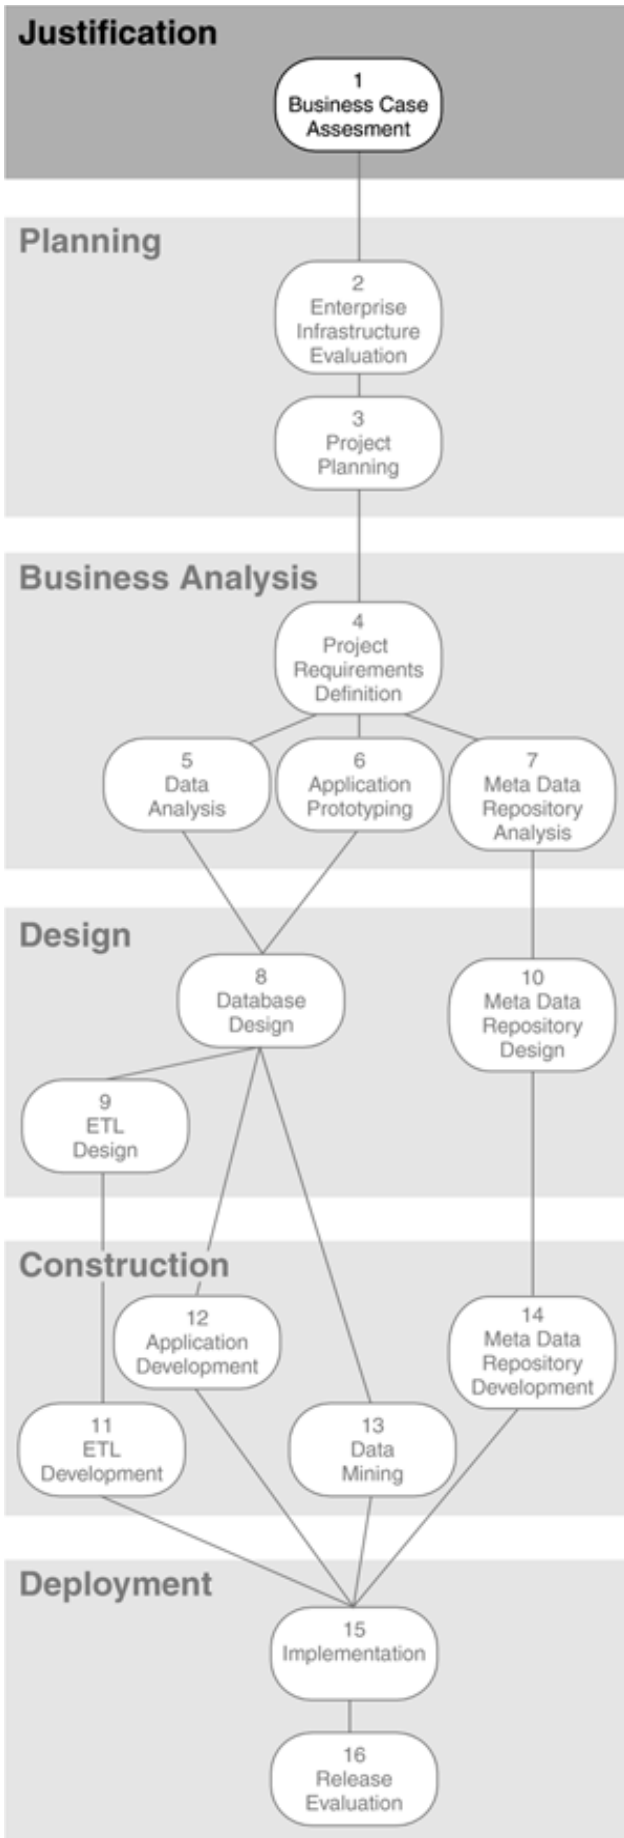 Justification
1
Business Case
Assesment
Planning
2
Enterprise
Infrastructure
Evaluation
3
Project
Planning
Business Analysis
4
Project
Requirements
Definition
5
Data
Analysis
6
Application
Prototyping
7
Meta Data
Repository
Analysis
Design
8
Database
Design
10
Meta Data
Repository
Design
9
ETL
Design
Construction
12
Application
Development
14
Meta Data
Repository
Development
11
ETL
Development
13
Data
Mining
Deployment
15
Implementation
16
Release
Evaluation